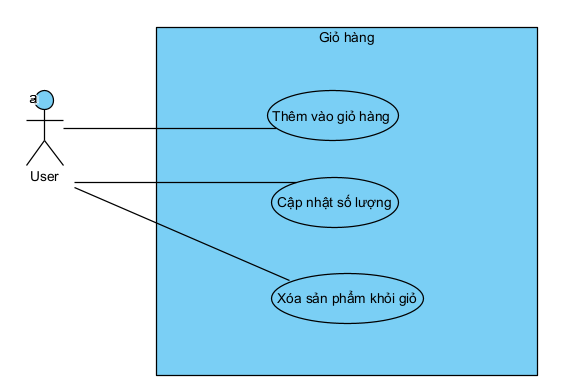 Giỏ hàng
a
Thêm vào giỏ hàng
User
Cập nhật số lượng
Xóa sản phẩm khỏi giỏ